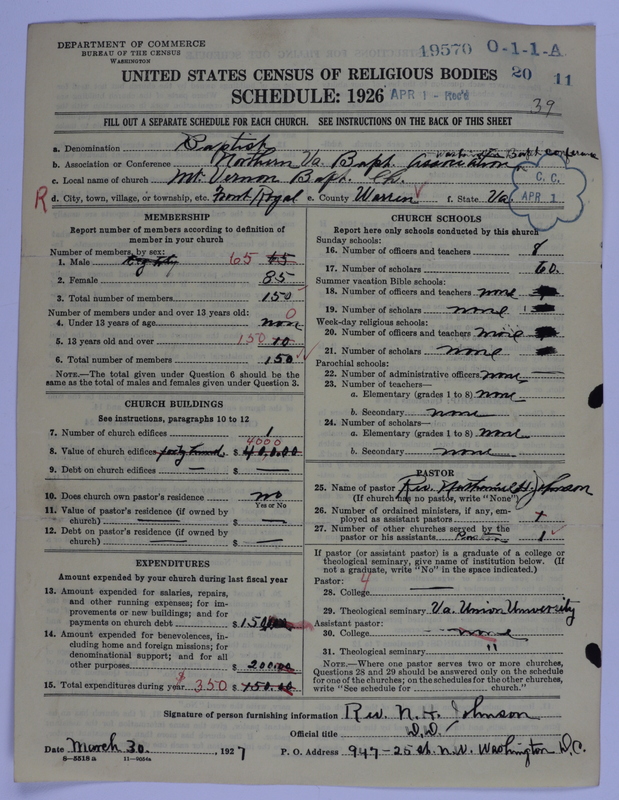 DEPARTMENT OF COMMERCE
BUREAU OF THE CENSUS
WASHINGTON
19570 O-1-1-A
UNITED STATES CENSUS OF RELIGIOUS BODIES 20 11
SCHEDULE: 1926 APR 1 - Rec'd
39
FILL OUT A SEPARATE SCHEDULE FOR EACH CHURCH. SEE INSTRUCTIONS ON THE BACK OF THIS SHEET
a. Denomination Baptist
b. Association or Conference Northern Va. Baph. Association
c. Local name of church Mt. Vernon Baph. Ch. C. C.
R d. City, town, village, or township, etc. Front Royal e. County Warren f. State Va. APR 1
MEMBERSHIP
Report number of members according to definition of
member in your church
Number of members, by sex:
1. Male eighty 65 65
2. Female 85
3. Total number of members 150
Number of members under and over 13 years old: 0
4. Under 13 years of age none
5. 13 years old and over 150 10
6. Total number of members 150
NOTE.—The total given under Question 6 should be
same as the total of males and females given under Question 3.
CHURCH BUILDINGS
See instructions, paragraphs 10 to 12
7. Number of church edifices 1
4000
8. Value of church edifices $
9. Debt on church edifices — $ —
10. Does church own pastor's residence no
Yes or No
11. Value of pastor's residence (if owned by
church) — $ —
12. Debt on pastor's residence (if owned by
church) — $ —
EXPENDITURES
Amount expended by your church during last fiscal year
13. Amount expended for salaries, repairs,
and other running expenses; for im-
provements or new buildings; and for
payments on church debt $ 150
14. Amount expended for benevolences, in-
cluding home and foreign missions; for
denominational support; and for all
other purposes $ 200.00
15. Total expenditures during year $ 350 $ 150.00
CHURCH SCHOOLS
Report here only schools conducted by this church
Sunday schools:
16. Number of officers and teachers 8
17. Number of scholars 60.
Summer vacation Bible schools:
18. Number of officers and teachers none
19. Number of scholars none
Week-day religious schools:
20. Number of officers and teachers none
21. Number of scholars none
Parochial schools:
22. Number of administrative officers none —
23. Number of teachers—
a. Elementary (grades 1 to 8) none
b. Secondary none
24. Number of scholars—
a. Elementary (grades 1 to 8) none
b. Secondary none
PASTOR
25. Name of pastor Rev. Nathaniel H. Johnson
(If church has no pastor, write "None")
26. Number of ordained ministers, if any, em-
ployed as assistant pastors
27. Number of other churches served by the
pastor or his assistants 1
If pastor (or assistant pastor) is a graduate of a college or
theological seminary, give name of institution below. (If
not a graduate, write "No" in the space indicated.)
Pastor: 4
28. College —
29. Theological seminary Va. Union University
Assistant pastor:
30. College none
31. Theological seminary "
NOTE.—Where one pastor serves two or more churches,
Questions 28 and 29 should be answered only on the schedule
for one of the churches; on the schedules for the other churches,
write "See schedule for church."
Signature of person furnishing information Rev. N. H. Johnson
Official title D.D.
Date March 30, 1927 P. O. Address 947-25 st. N.W. Washington D.C.
8-5518 a 11-9054a